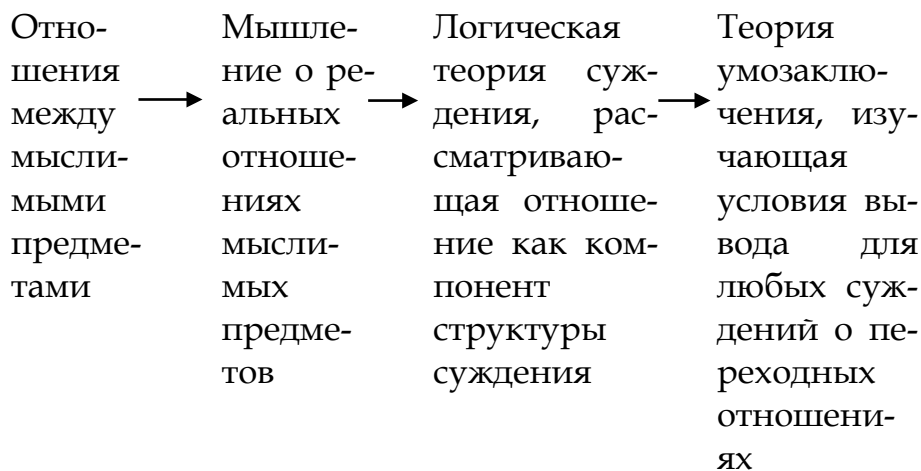 Отно-
шения
между
мысли-
мыми
предме-
тами
Мышле-
ние о ре-
альных
отноше-
ниях
мысли-
мых
предме-
тов
Логическая
теория суж-
дения, рас-
сматриваю-
щая отноше-
ние как ком-
понент
структуры
суждения
Теория
умозаклю-
чения, изу-
чающая
условия вы-
вода для
любых суж-
дений о пе-
реходных
отношени-
ях